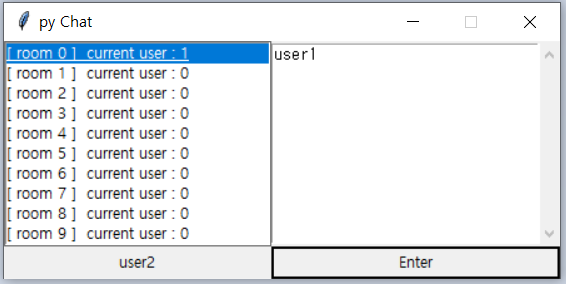 py Chat
[ room 0 ] current user : 1
[ room 1 ] current user : 0
[ room 2 ] current user : 0
[ room 3 ] current user : 0
[ room 4 ] current user : 0
[ room 5 ] current user : 0
[ room 6 ] current user : 0
[ room 7 ] current user : 0
[ room 8 ] current user : 0
[ room 9 ] current user : 0
user1
user2
Enter